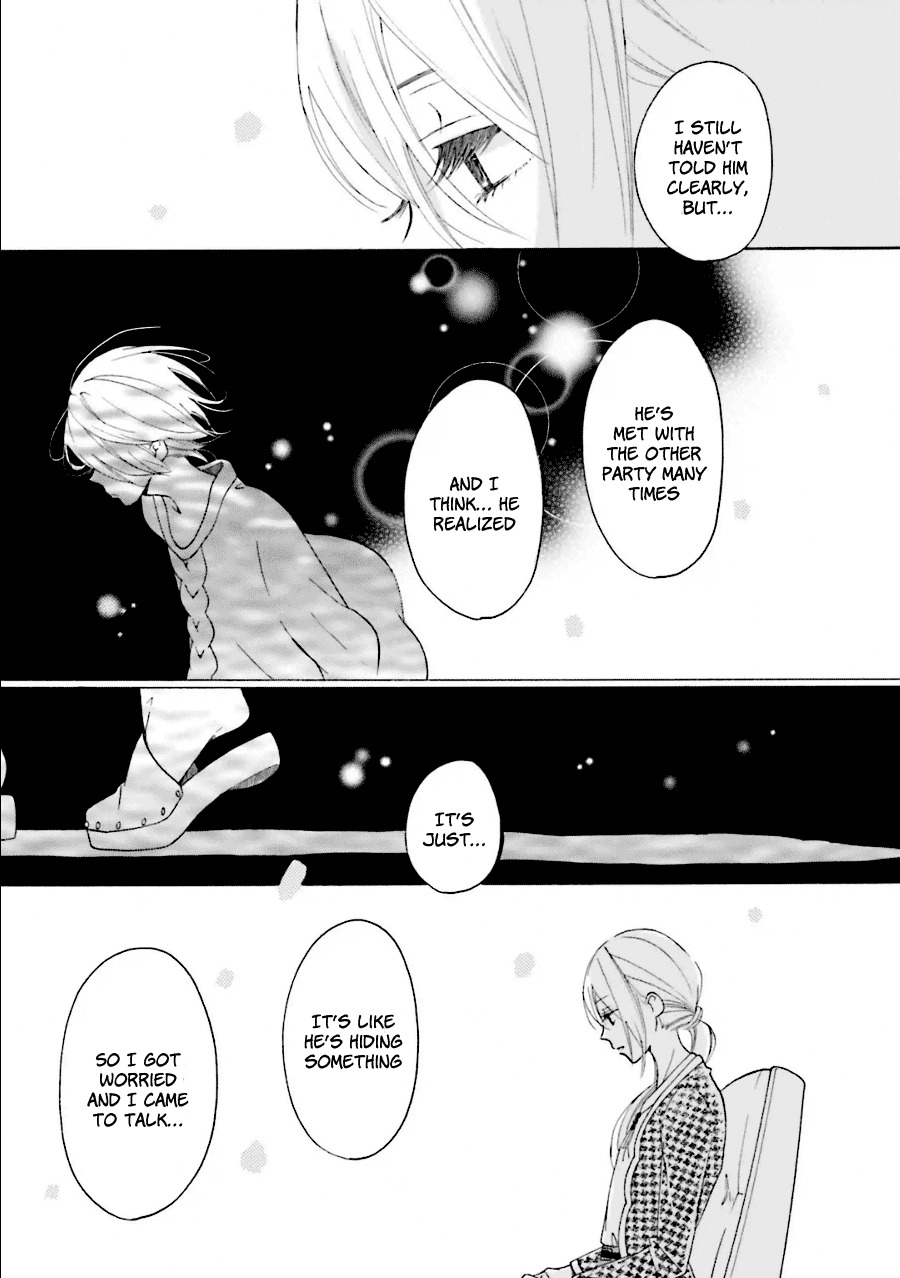 I STILL
HAVEN'T
TOLD HIM
CLEARLY,
BUT...
HE'S
MET WITH
THE OTHER
PARTY MANY
TIMES
AND I
THINK... HE
REALIZED
IT'S
JUST...
IT'S LIKE
HE'S HIDING
SOMETHING
SO I GOT
WORRIED
AND I CAME
TO TALK...